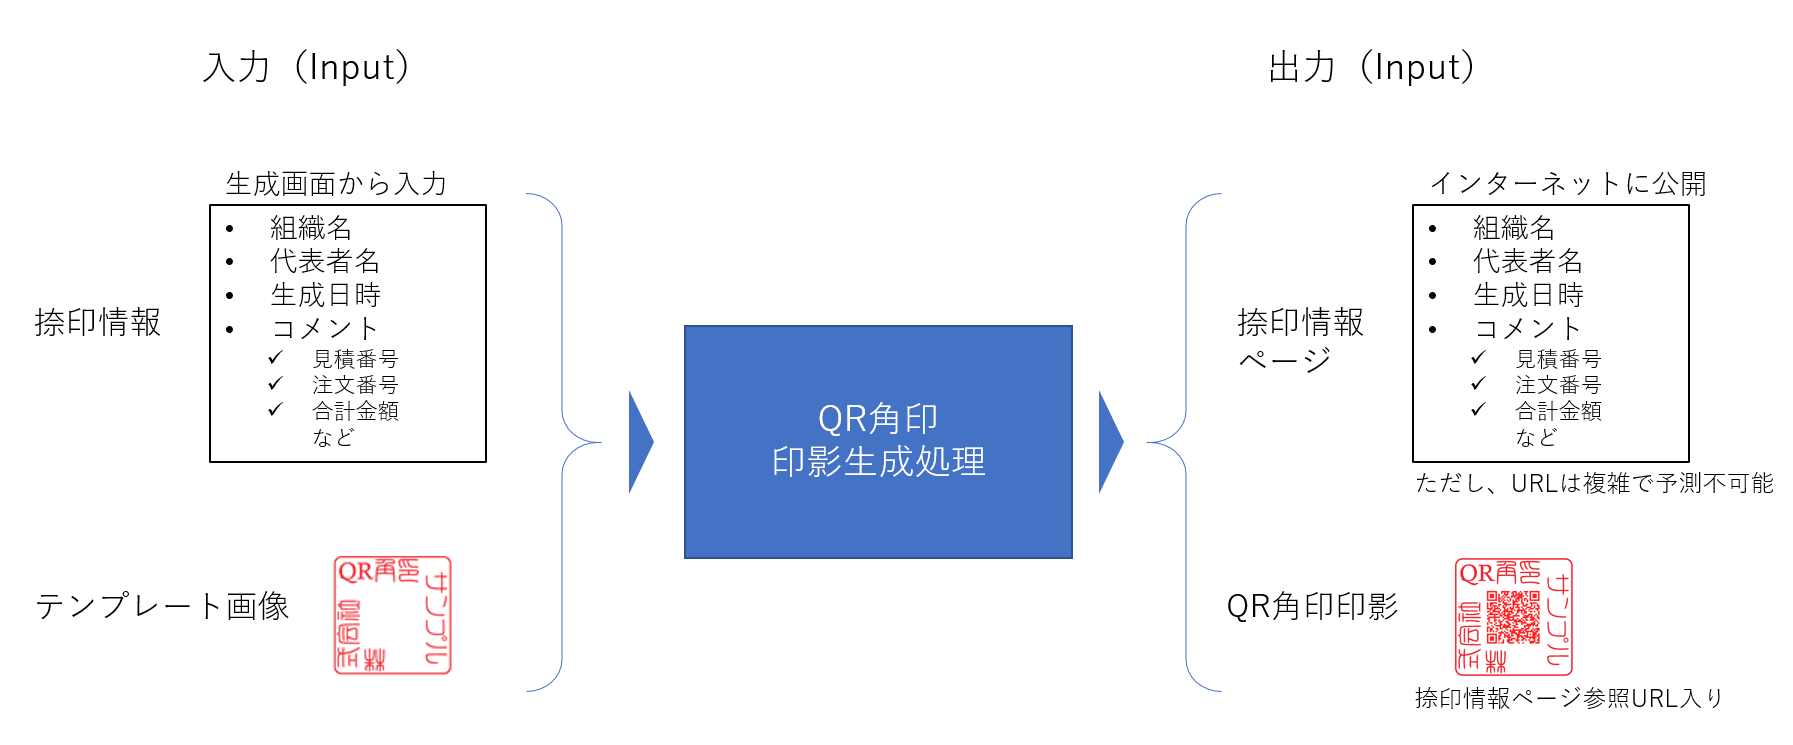 入力（Input）
生成画面から入力
捺印情報
• 組織名
• 代表者名
• 生成日時
• コメント
✓ 見積番号
✓ 注文番号
✓ 合計金額
など
テンプレート画像
QR角印
サンプル
株
式会社
QR角印
印影生成処理
出力（Input）
インターネットに公開
捺印情報
ページ
• 組織名
• 代表者名
• 生成日時
• コメント
✓ 見積番号
✓ 注文番号
✓ 合計金額
など
ただし、URLは複雑で予測不可能
QR角印印影
QR角印
サンプル
株
式会社
捺印情報ページ参照URL入り